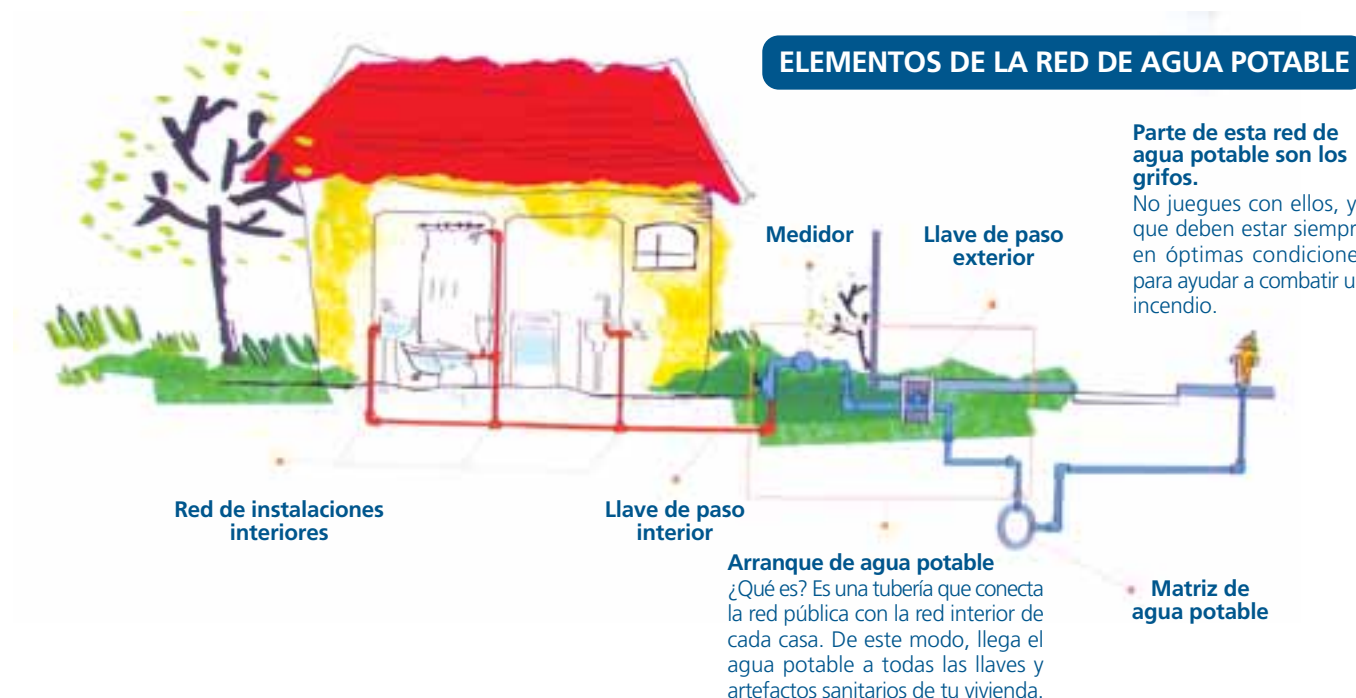 ELEMENTOS DE LA RED DE AGUA POTABLE
Parte de esta red de
agua potable son los
grifos.
No juegues con ellos, y
que deben estar siempr
en óptimas condicione
para ayudar a combatir u
incendio.
Medidor
Llave de paso
exterior
Red de instalaciones
interiores
Llave de paso
interior
Arranque de agua potable
¿Qué es? Es una tubería que conecta
la red pública con la red interior de
cada casa. De este modo, llega el
agua potable a todas las llaves y
artefactos sanitarios de tu vivienda.
Matriz de
agua potable